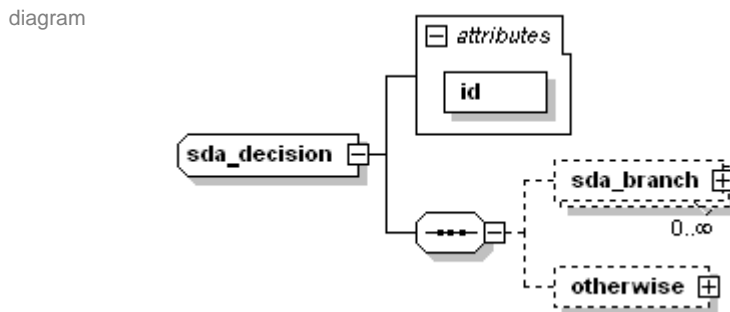 diagram
attributes
id
sda_decision
sda_branch
0..∞
otherwise